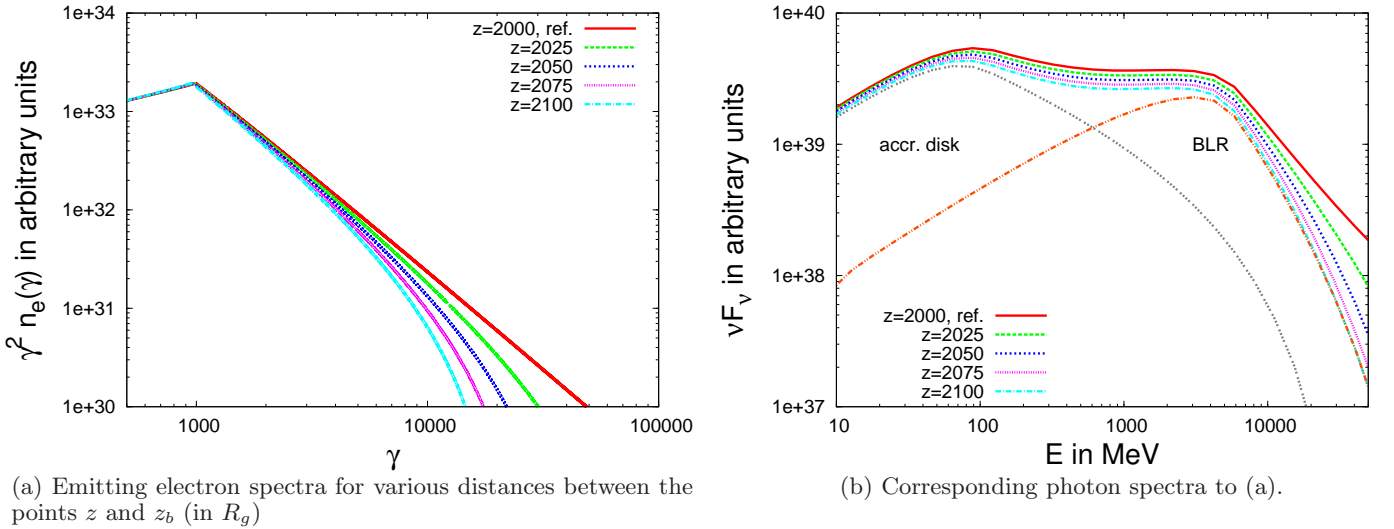 1e+34
1e+33
1e+32
1e+31
1e+30
γ² nₑ(γ) in arbitrary units
z=2000, ref.
z=2025
z=2050
z=2075
z=2100
1000
10000
100000
γ
(a) Emitting electron spectra for various distances between the
points z and z_b (in R_g)
1e+40
1e+39
1e+38
1e+37
νF_ν in arbitrary units
accr. disk
BLR
z=2000, ref.
z=2025
z=2050
z=2075
z=2100
10
100
1000
10000
E in MeV
(b) Corresponding photon spectra to (a).